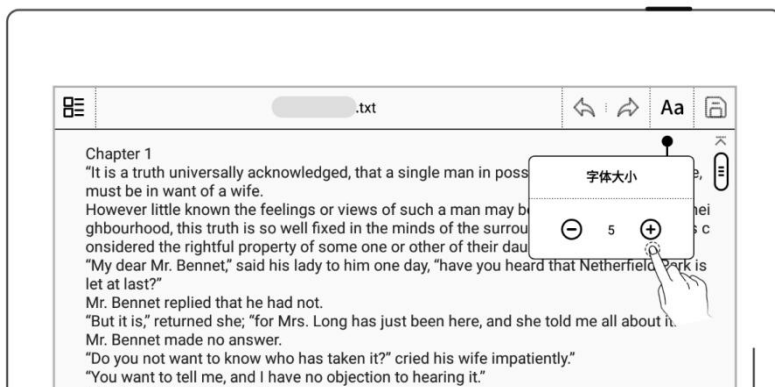 .txt
Aa
Chapter 1
“It is a truth universally acknowledged, that a single man in poss e,
must be in want of a wife.
However little known the feelings or views of such a man may b nei
ghbourhood, this truth is so well fixed in the minds of the surrou s c
onsidered the rightful property of some one or other of their dau
“My dear Mr. Bennet,” said his lady to him one day, “have you heard that Netherfield Park is
let at last?”
Mr. Bennet replied that he had not.
“But it is,” returned she; “for Mrs. Long has just been here, and she told me all about it.”
Mr. Bennet made no answer.
“Do you not want to know who has taken it?” cried his wife impatiently.”
“You want to tell me, and I have no objection to hearing it.”
字体大小
5